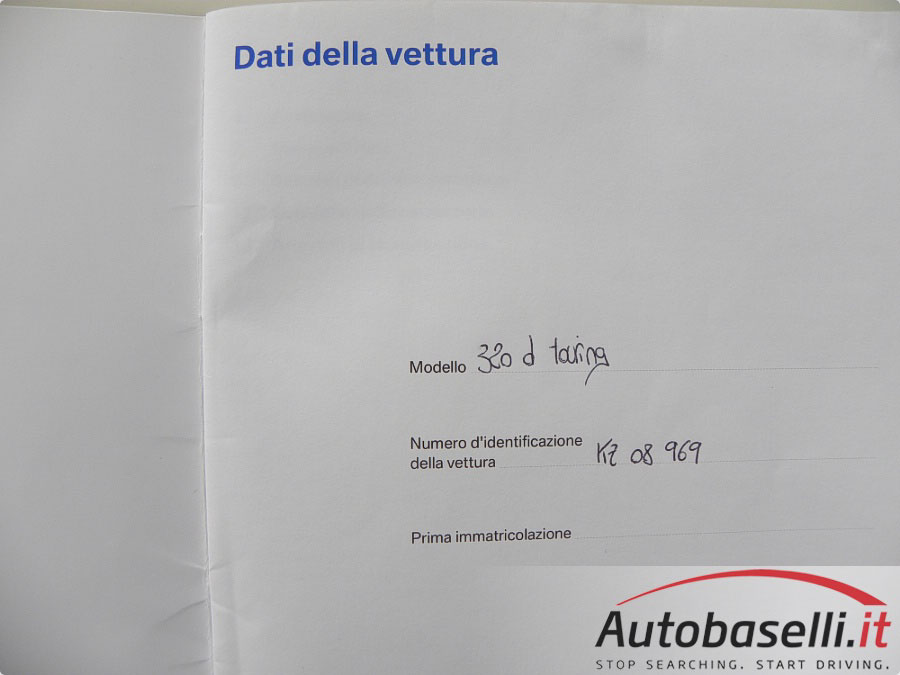 Dati della vettura
Modello 320 d touring
Numero d'identificazione
della vettura KZ 08 969
Prima immatricolazione
Autobaselli.it
STOP SEARCHING. START DRIVING.